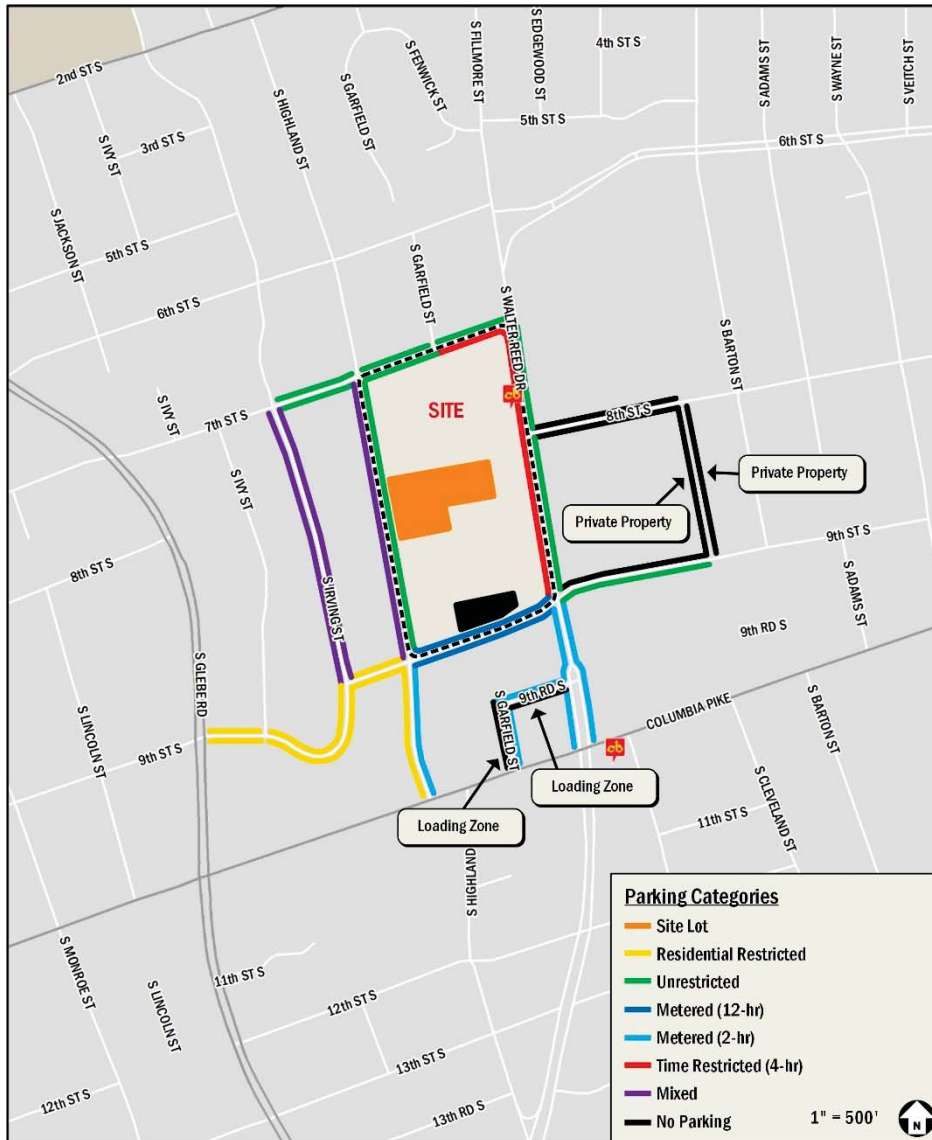 2nd ST S
S IVY ST
3rd ST S
S HIGHLAND ST
S GARFIELD ST
S FENWICK ST
S FILLMORE ST
S EDGEWOOD ST
4th ST S
5th ST S
S ADAMS ST
S WAYNE ST
S VEITCH ST
6th ST S
S JACKSON ST
5th ST S
6th ST S
S GARFIELD ST
S WALTER REED DR
S BARTON ST
SITE
cb
S IVY ST
7th ST S
S IVY ST
8th ST S
Private Property
Private Property
9th ST S
S ADAMS ST
8th ST S
S IRVING ST
9th RD S
S GLEBE RD
S LINCOLN ST
9th ST S
S GARFIELD ST
9th RD S
COLUMBIA PIKE
S BARTON ST
cb
Loading Zone
Loading Zone
S CLEVELAND ST
11th ST S
S HIGHLAND
S MONROE ST
S LINCOLN ST
11th ST S
12th ST S
13th ST S
12th ST S
13th RD S
Parking Categories
Site Lot
Residential Restricted
Unrestricted
Metered (12-hr)
Metered (2-hr)
Time Restricted (4-hr)
Mixed
No Parking
1" = 500'
N